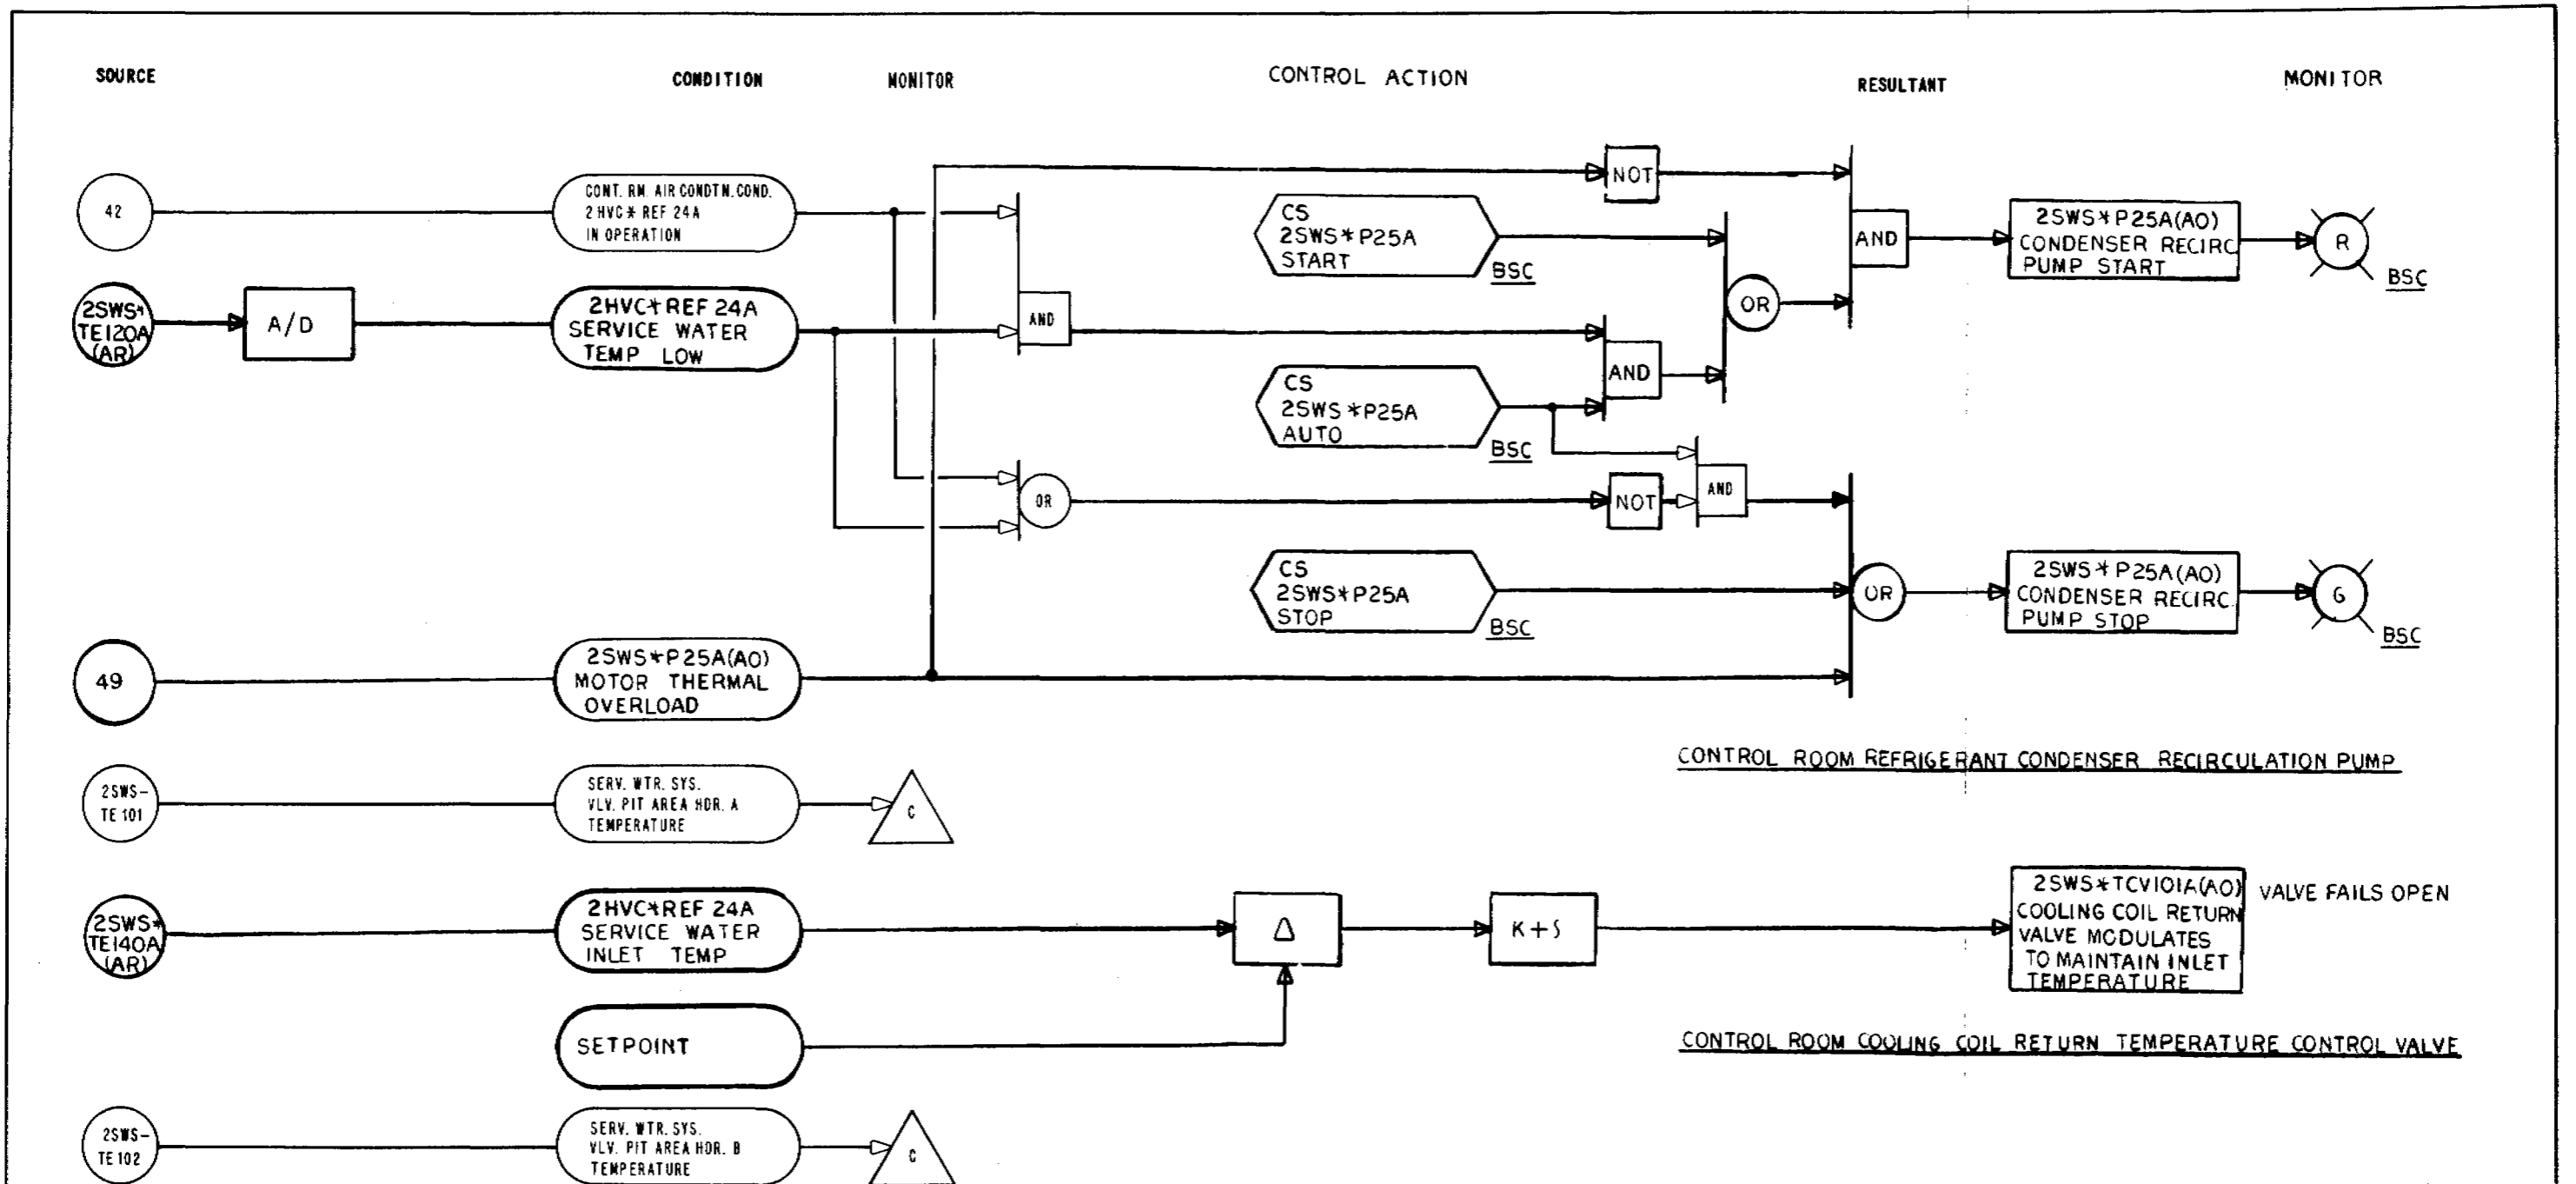 SOURCE
CONDITION
MONITOR
CONTROL ACTION
RESULTANT
MONITOR
42
CONT. RM. AIR CONDTN. COND.
2 HVC* REF 24A
IN OPERATION
NOT
CS
2SWS*P25A
START
BSC
AND
2SWS*P25A(AO)
CONDENSER RECIRC
PUMP START
R
BSC
2SWS*
TE120A
(AR)
A/D
2HVC*REF 24A
SERVICE WATER
TEMP LOW
AND
OR
AND
CS
2SWS*P25A
AUTO
BSC
OR
NOT
AND
CS
2SWS*P25A
STOP
BSC
OR
2SWS*P25A(AO)
CONDENSER RECIRC
PUMP STOP
G
BSC
49
2SWS*P25A(AO)
MOTOR THERMAL
OVERLOAD
CONTROL ROOM REFRIGERANT CONDENSER RECIRCULATION PUMP
2SWS-
TE 101
SERV. WTR. SYS.
VLV. PIT AREA HDR. A
TEMPERATURE
C
2SWS*
TE140A
(AR)
2HVC*REF 24A
SERVICE WATER
INLET TEMP
Δ
K+∫
2SWS*TCV101A(AO)
COOLING COIL RETURN
VALVE MODULATES
TO MAINTAIN INLET
TEMPERATURE
VALVE FAILS OPEN
SETPOINT
CONTROL ROOM COOLING COIL RETURN TEMPERATURE CONTROL VALVE
2SWS-
TE 102
SERV. WTR. SYS.
VLV. PIT AREA HDR. B
TEMPERATURE
C